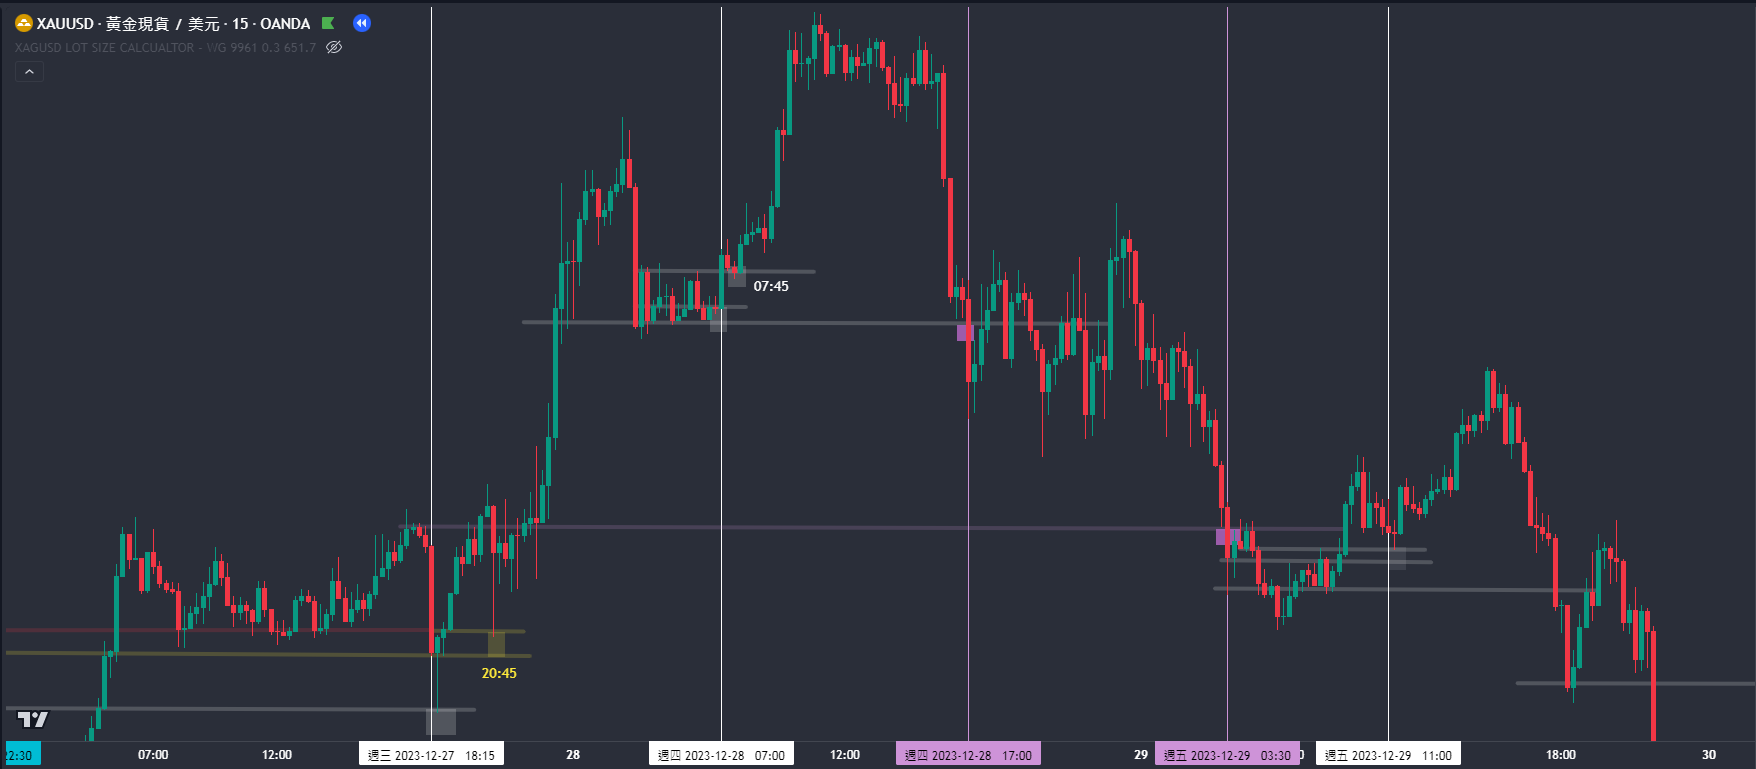 XAUUSD · 黃金現貨 / 美元 · 15 · OANDA
XAGUSD LOT SIZE CALCUALTOR - WG 9961 0.3 651.7
07:45
20:45
22:30 07:00 12:00 週三 2023-12-27 18:15 28 週四 2023-12-28 07:00 12:00 週四 2023-12-28 17:00 29 週五 2023-12-29 03:30 週五 2023-12-29 11:00 18:00 30